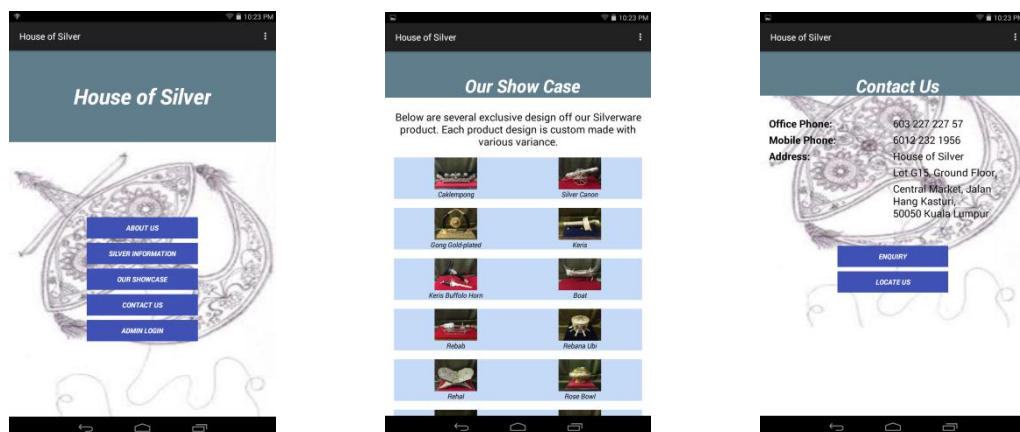 10:23 PM
House of Silver
House of Silver
ABOUT US
SILVER INFORMATION
OUR SHOWCASE
CONTACT US
ADMIN LOGIN
10:23 PM
House of Silver
Our Show Case
Below are several exclusive design off our Silverware
product. Each product design is custom made with
various variance.
Caklempong
Silver Canon
Gong Gold-plated
Keris
Keris Buffolo Horn
Boat
Rebab
Rebana Ubi
Rehal
Rose Bowl
10:23 PM
House of Silver
Contact Us
Office Phone: 603 227 227 57
Mobile Phone: 6012 232 1956
Address: House of Silver
Lot G15, Ground Floor,
Central Market, Jalan
Hang Kasturi,
50050 Kuala Lumpur
ENQUIRY
LOCATE US